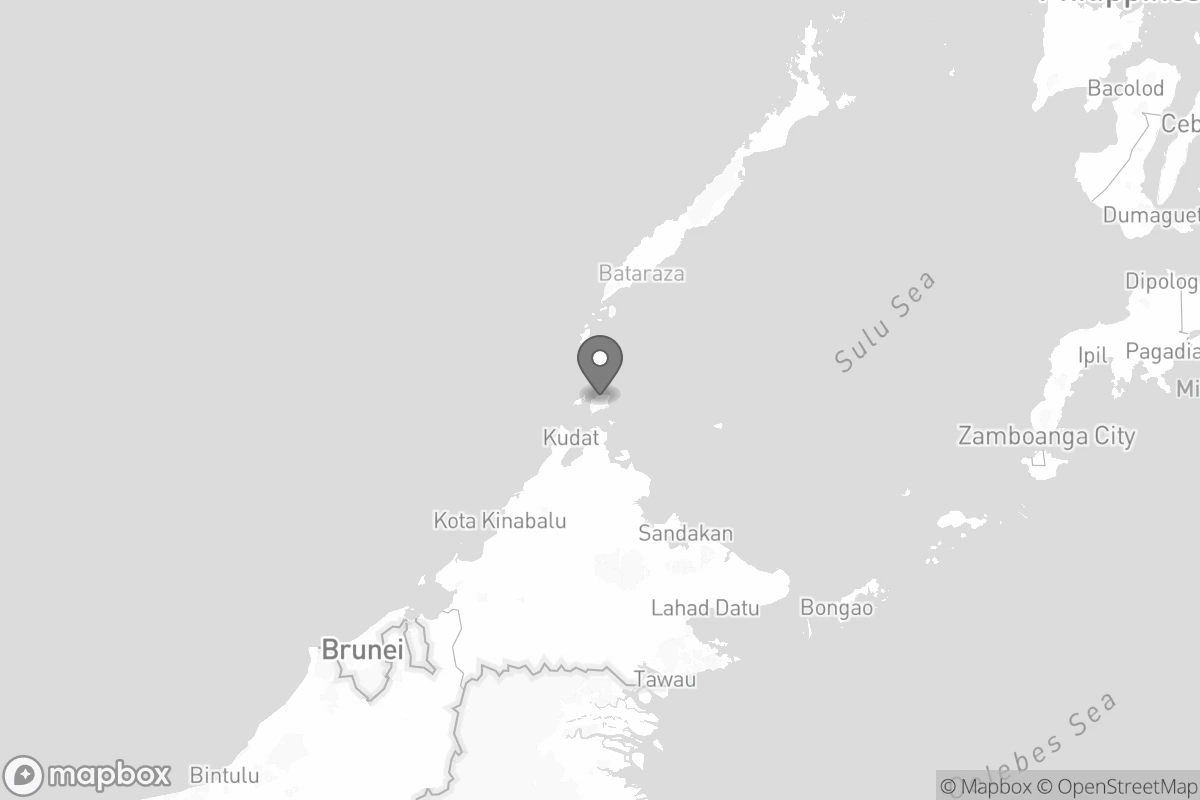 Philippines
Bacolod
Ceb
Dumaguet
Bataraza
Dipolog
Sulu Sea
Ipil
Pagadia
Mi
Kudat
Zamboanga City
Kota Kinabalu
Sandakan
Lahad Datu
Bongao
Brunei
Tawau
Celebes Sea
Bintulu
mapbox
© Mapbox © OpenStreetMap